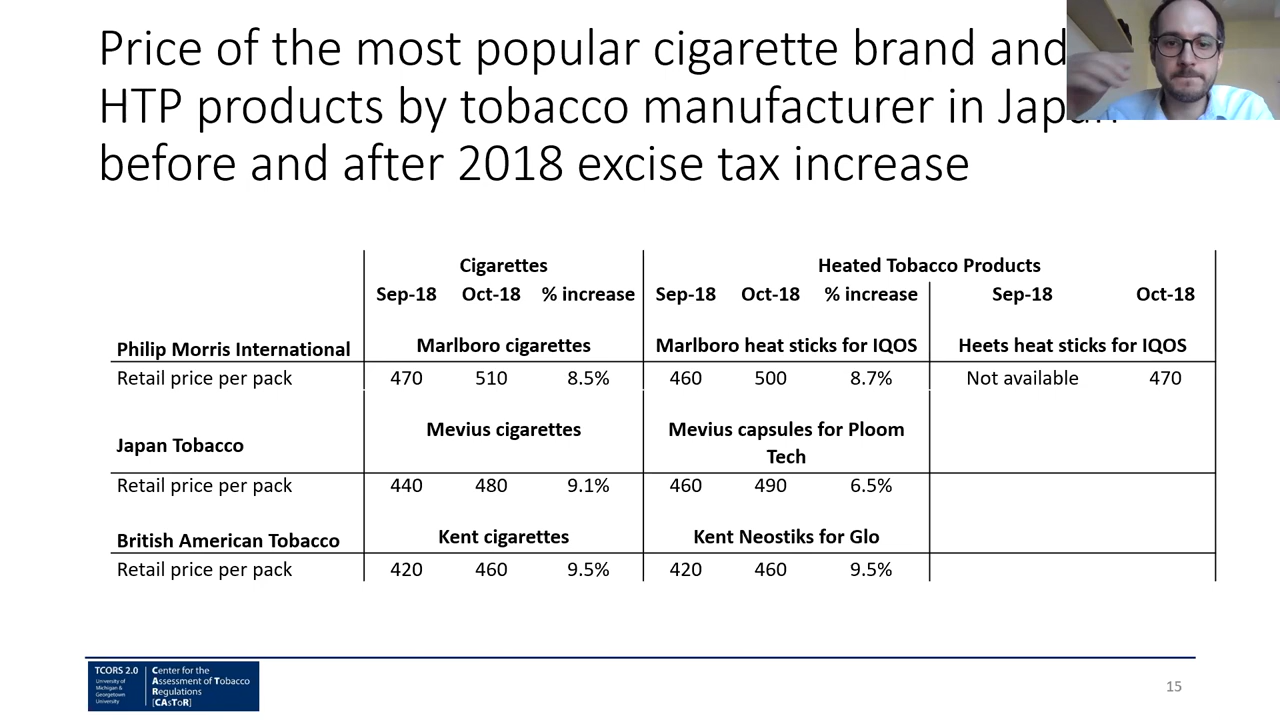 Price of the most popular cigarette brand and
HTP products by tobacco manufacturer in Japan
before and after 2018 excise tax increase
Cigarettes Heated Tobacco Products
Sep-18 Oct-18 % increase Sep-18 Oct-18 % increase Sep-18 Oct-18
Philip Morris International Marlboro cigarettes Marlboro heat sticks for IQOS Heets heat sticks for IQOS
Retail price per pack 470 510 8.5% 460 500 8.7% Not available 470
Japan Tobacco Mevius cigarettes Mevius capsules for Ploom
Tech
Retail price per pack 440 480 9.1% 460 490 6.5%
British American Tobacco Kent cigarettes Kent Neostiks for Glo
Retail price per pack 420 460 9.5% 420 460 9.5%
TCORS 2.0
University of
Michigan &
Georgetown
University
Center for the
Assessment of Tobacco
Regulations
[CAsToR]
15